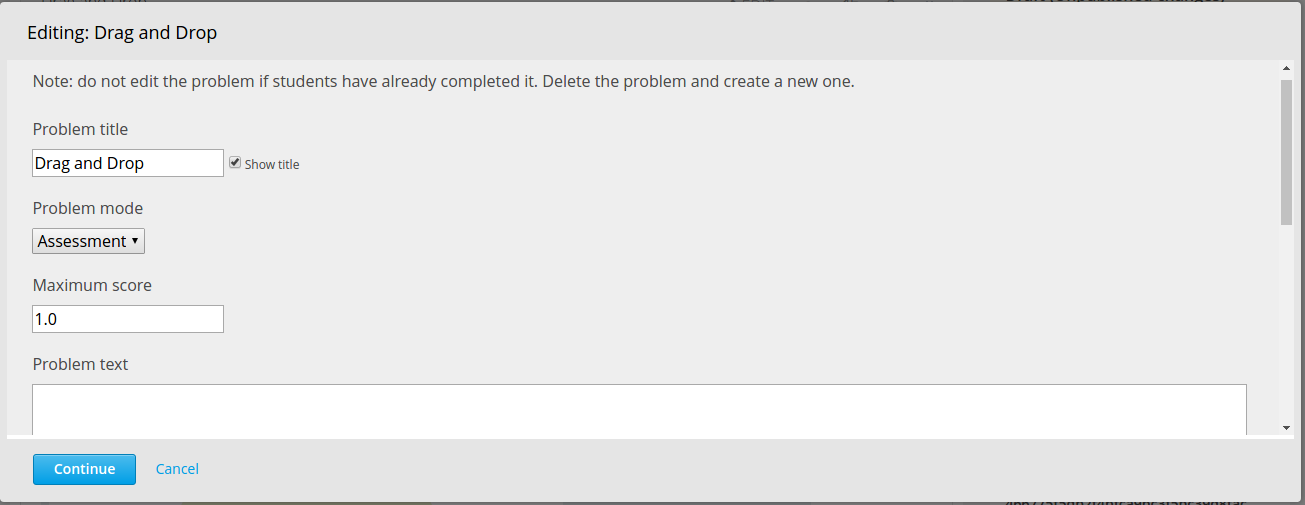 Editing: Drag and Drop
Note: do not edit the problem if students have already completed it. Delete the problem and create a new one.
Problem title
Drag and Drop Show title
Problem mode
Assessment
Maximum score
1.0
Problem text
Continue Cancel